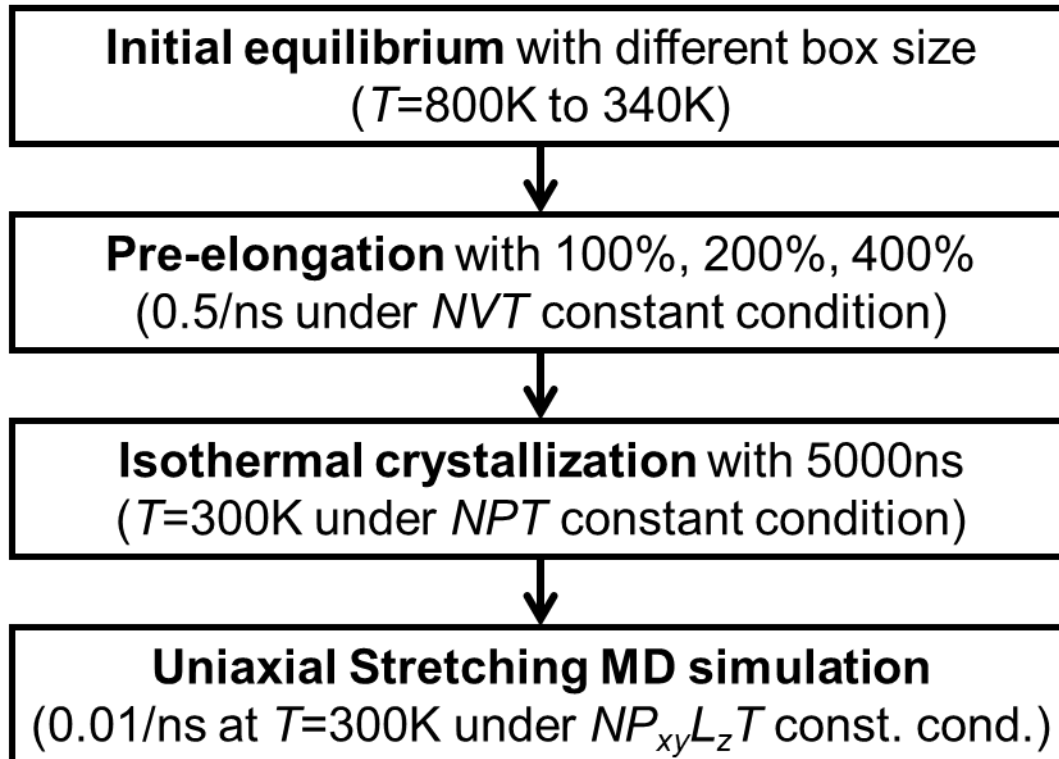 Initial equilibrium with different box size
(T=800K to 340K)
Pre-elongation with 100%, 200%, 400%
(0.5/ns under NVT constant condition)
Isothermal crystallization with 5000ns
(T=300K under NPT constant condition)
Uniaxial Stretching MD simulation
(0.01/ns at T=300K under NPxyLzT const. cond.)